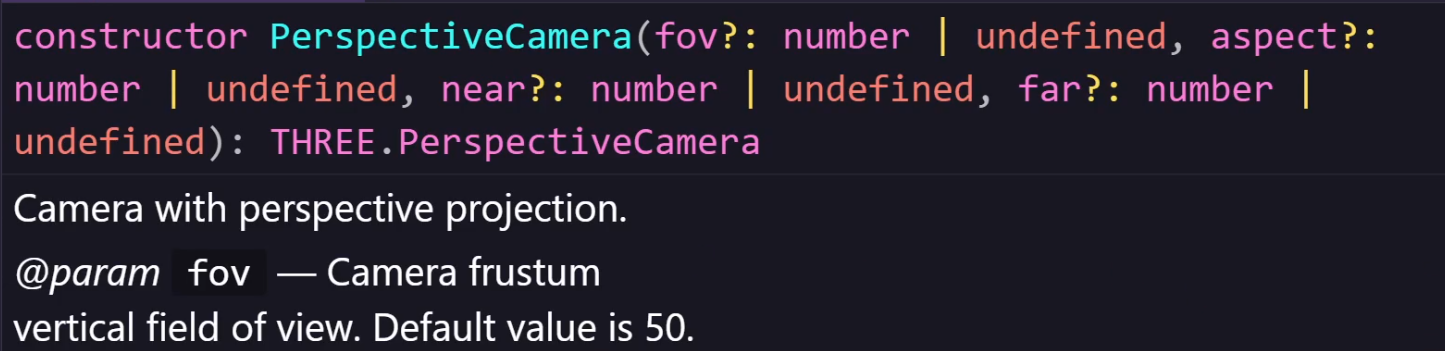 constructor PerspectiveCamera(fov?: number | undefined, aspect?:
number | undefined, near?: number | undefined, far?: number |
undefined): THREE.PerspectiveCamera
Camera with perspective projection.
@param fov — Camera frustum
vertical field of view. Default value is 50.